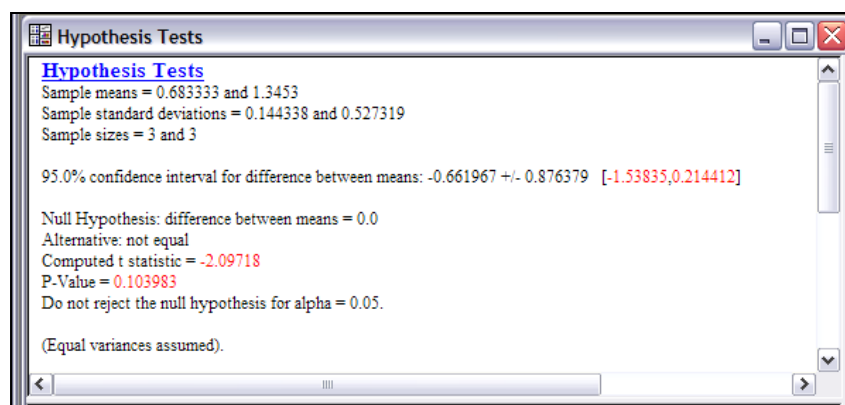 Hypothesis Tests
Hypothesis Tests
Sample means = 0.683333 and 1.3453
Sample standard deviations = 0.144338 and 0.527319
Sample sizes = 3 and 3
95.0% confidence interval for difference between means: -0.661967 +/- 0.876379 [-1.53835,0.214412]
Null Hypothesis: difference between means = 0.0
Alternative: not equal
Computed t statistic = -2.09718
P-Value = 0.103983
Do not reject the null hypothesis for alpha = 0.05.
(Equal variances assumed).